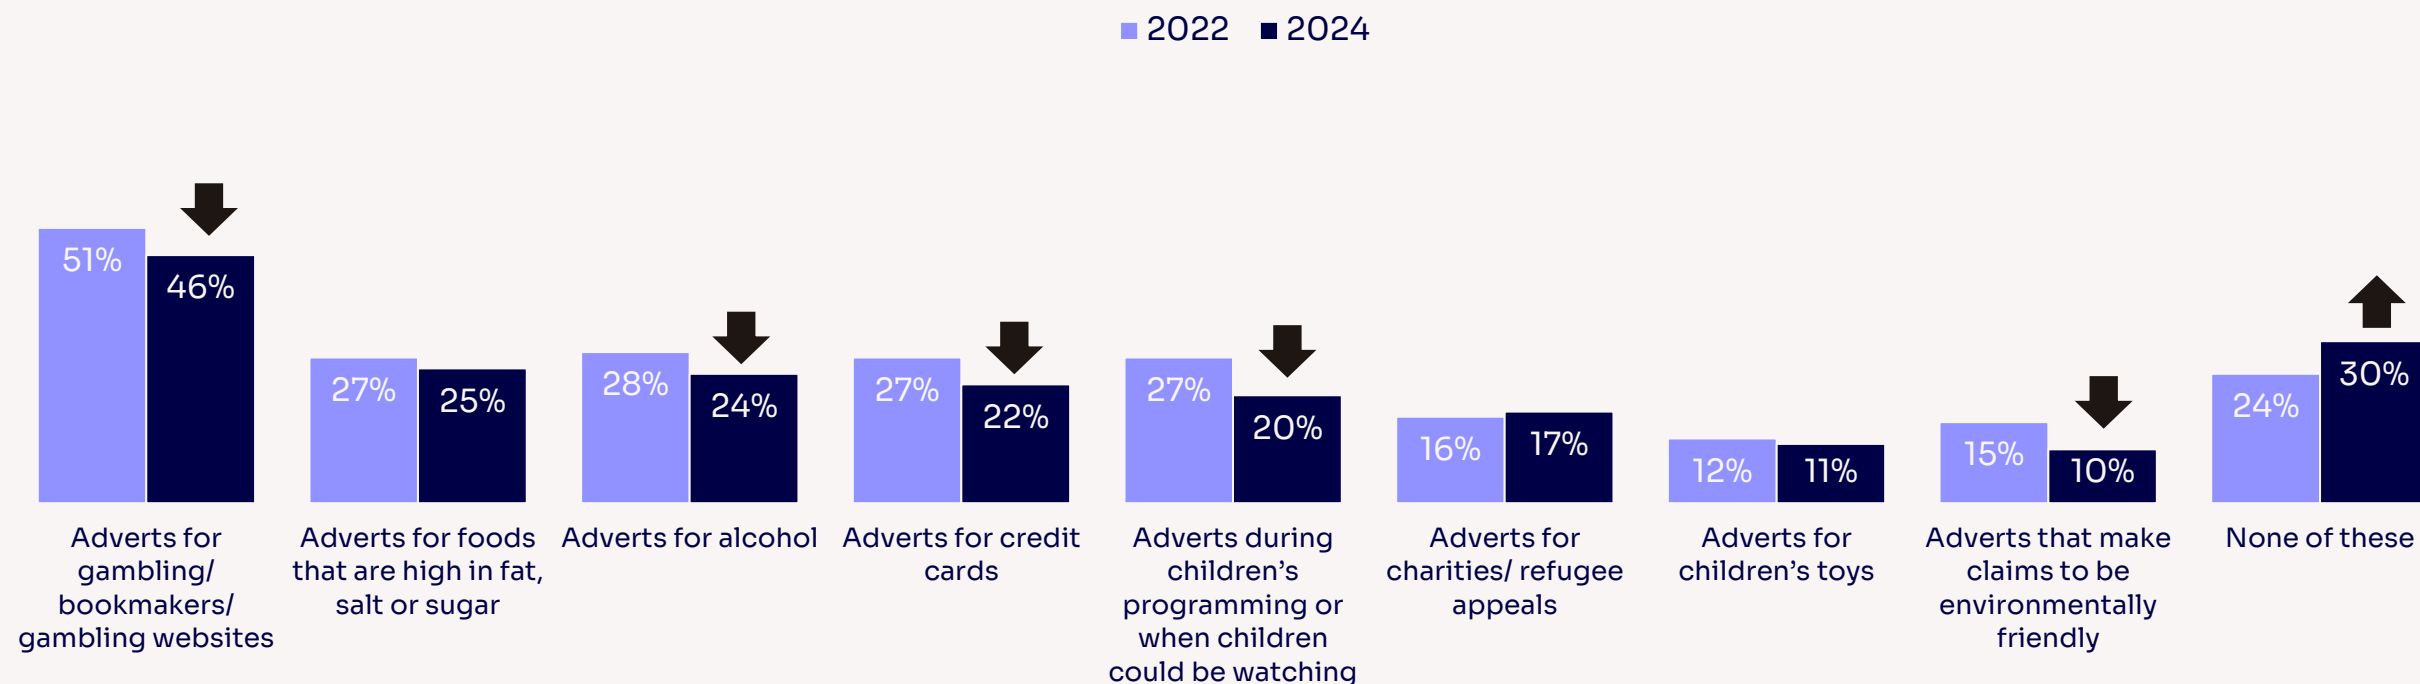 2022 2024
51%
46%
27%
25%
28%
24%
27%
22%
27%
20%
16%
17%
12%
11%
15%
10%
24%
30%
Adverts for
gambling/
bookmakers/
gambling websites
Adverts for foods
that are high in fat,
salt or sugar
Adverts for alcohol
Adverts for credit
cards
Adverts during
children’s
programming or
when children
could be watching
Adverts for
charities/ refugee
appeals
Adverts for
children’s toys
Adverts that make
claims to be
environmentally
friendly
None of these